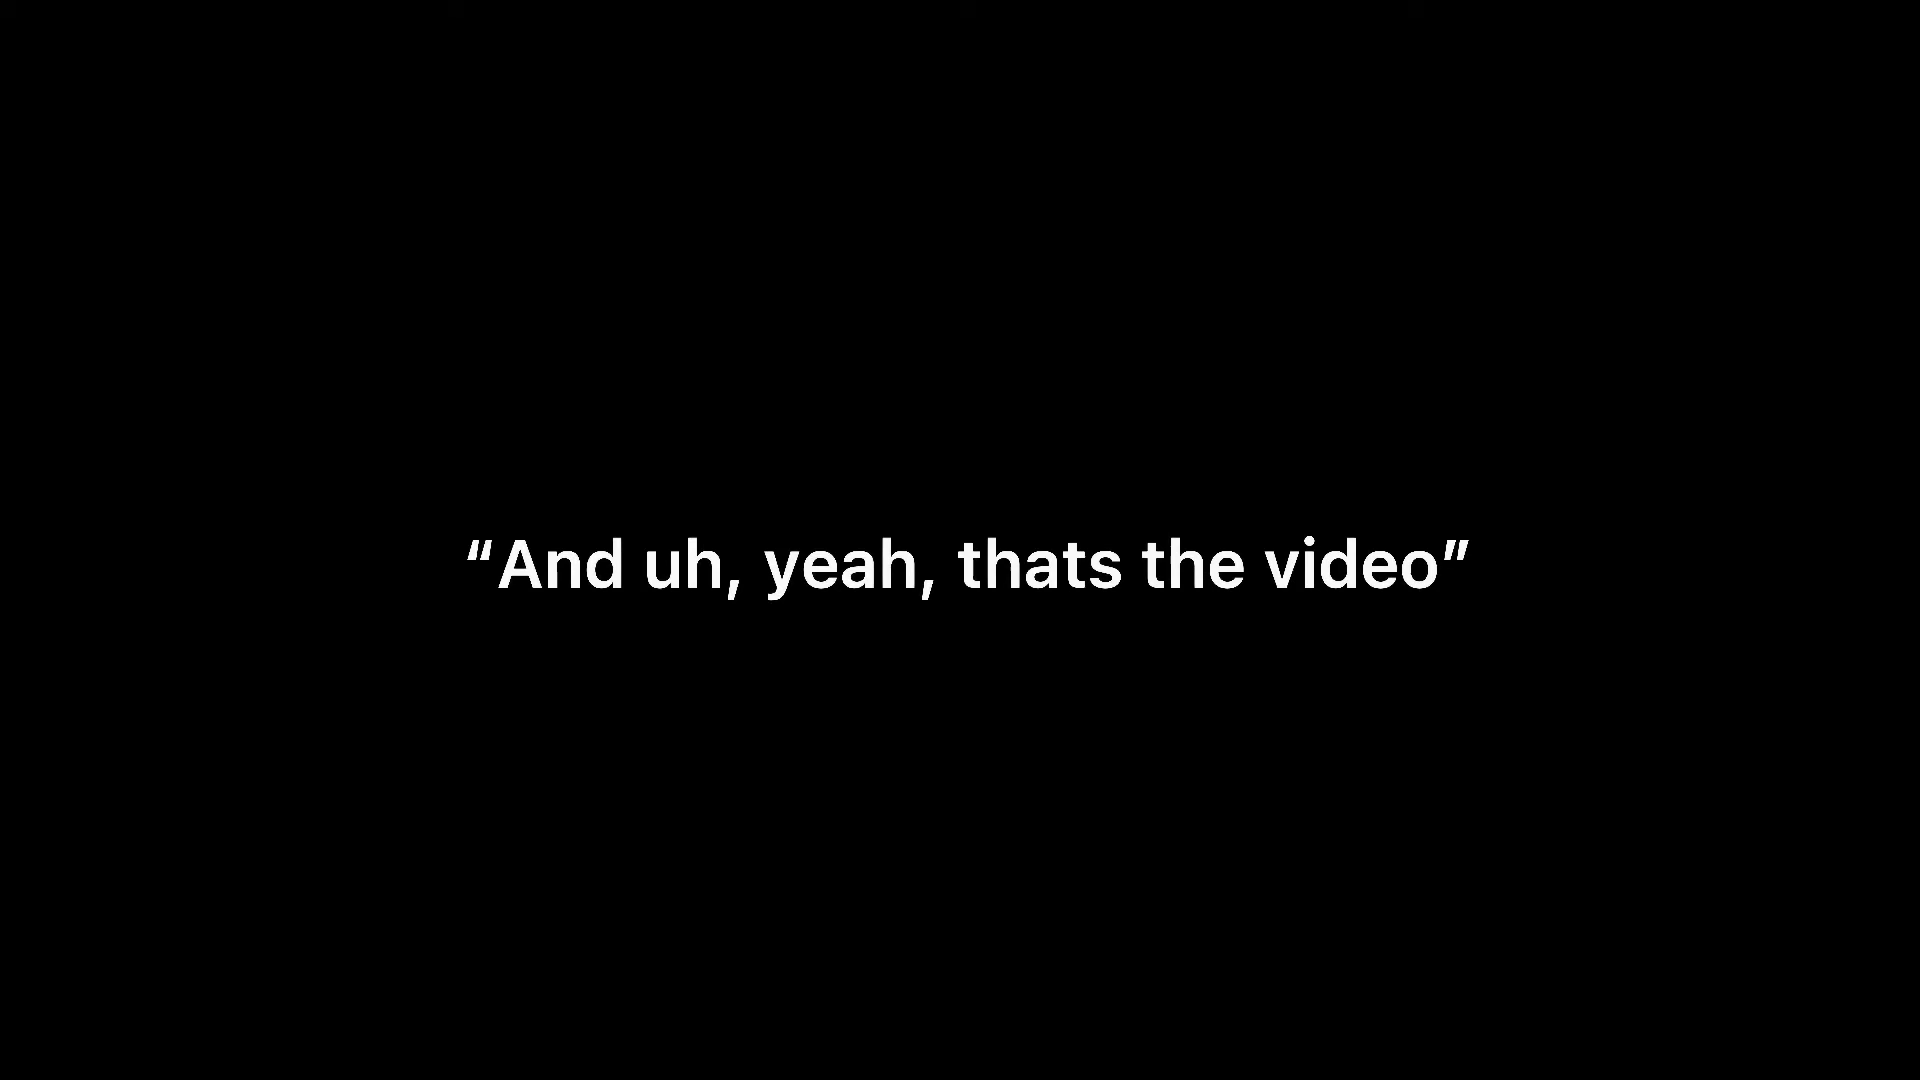 “And uh, yeah, thats the video”